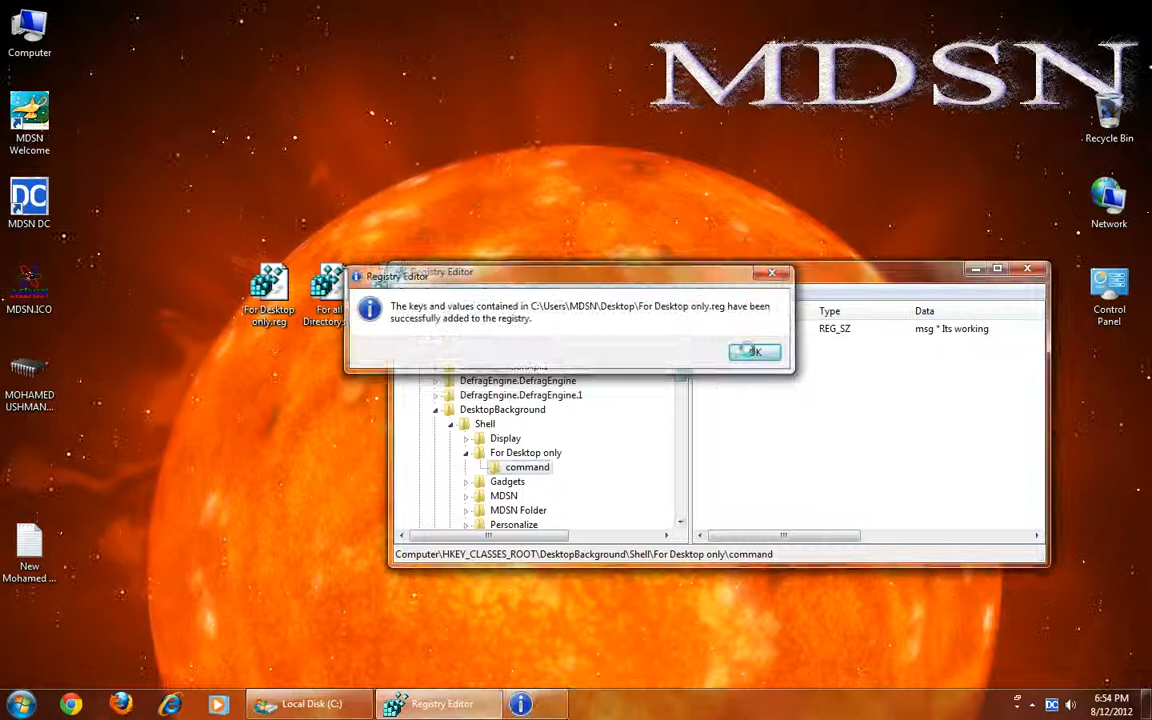 MDSN
Computer
MDSN
Welcome
MDSN DC
MDSN.ICO
MOHAMED
USHMAN...
New
Mohamed ...
Recycle Bin
Network
Control
Panel
For Desktop
only.reg
For all
Directory
Registry Editor
Registry Editor
The keys and values contained in C:\Users\MDSN\Desktop\For Desktop only.reg have been
successfully added to the registry.
OK
Type
Data
REG_SZ
msg * Its working
DefragEngine.DefragEngine
DefragEngine.DefragEngine.1
DesktopBackground
Shell
Display
For Desktop only
command
Gadgets
MDSN
MDSN Folder
Personalize
Computer\HKEY_CLASSES_ROOT\DesktopBackground\Shell\For Desktop only\command
Local Disk (C:)
Registry Editor
DC
6:54 PM
8/12/2012